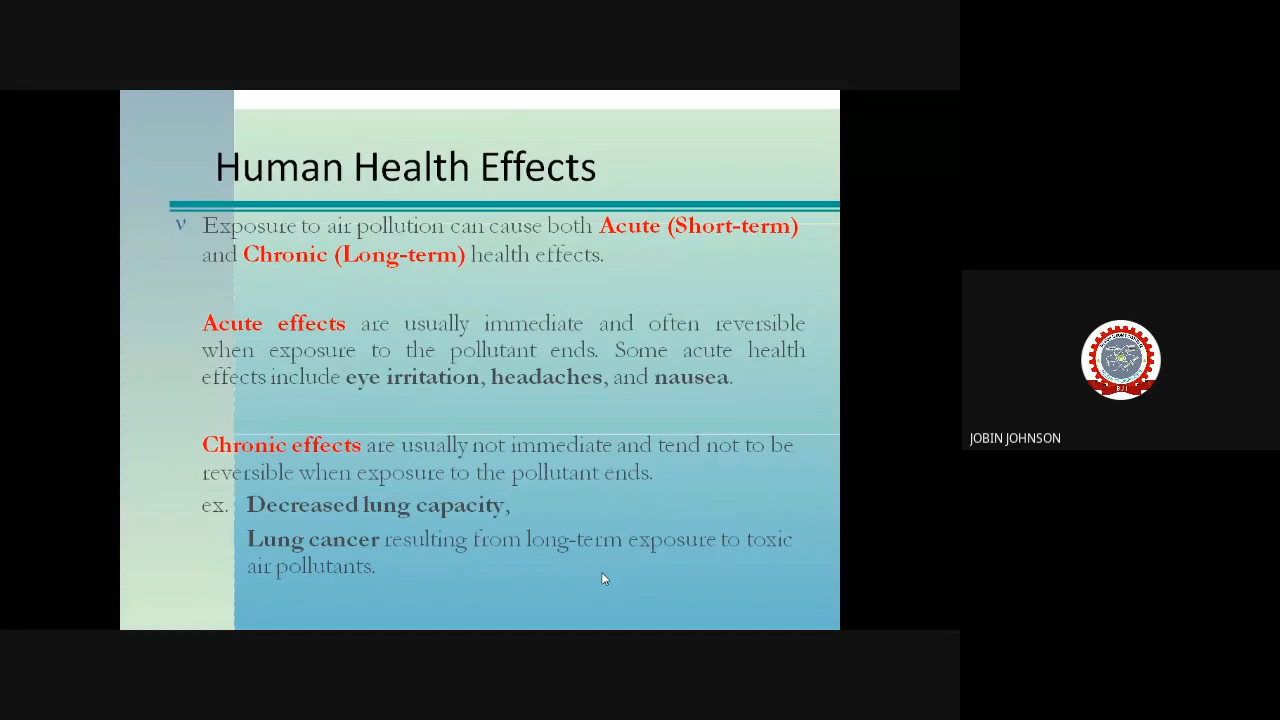 Human Health Effects
v Exposure to air pollution can cause both Acute (Short-term)
and Chronic (Long-term) health effects.
Acute effects are usually immediate and often reversible
when exposure to the pollutant ends. Some acute health
effects include eye irritation, headaches, and nausea.
Chronic effects are usually not immediate and tend not to be
reversible when exposure to the pollutant ends.
ex. Decreased lung capacity,
Lung cancer resulting from long-term exposure to toxic
air pollutants.
BJI
JOBIN JOHNSON